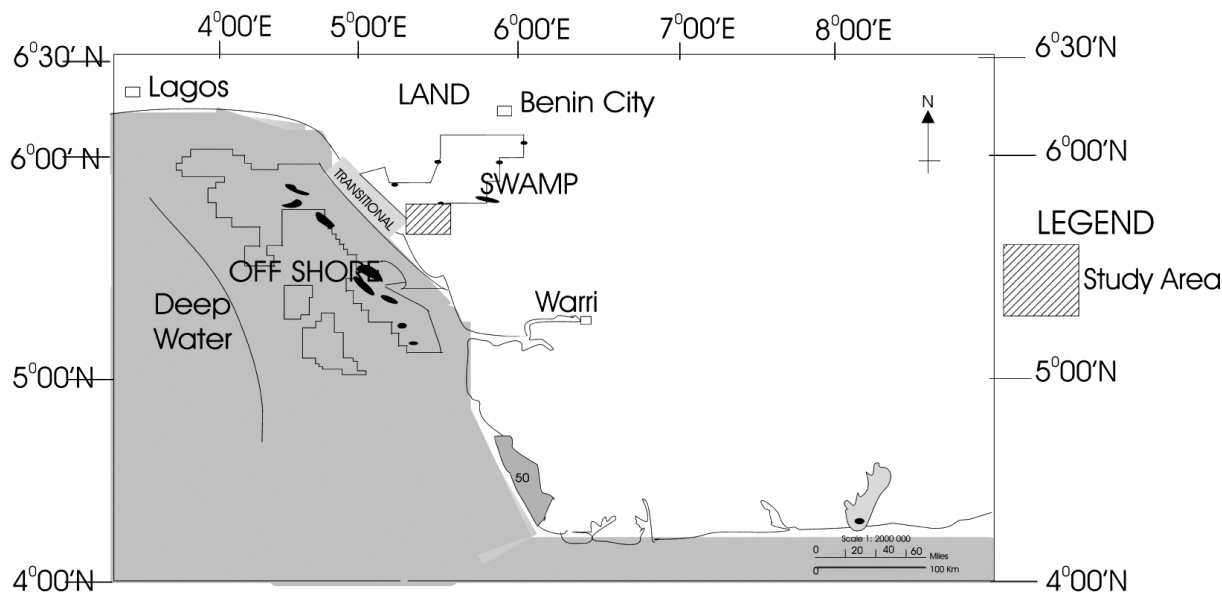 4⁰00'E 5⁰00'E 6⁰00'E 7⁰00'E 8⁰00'E
6⁰30'N 6⁰30'N
Lagos LAND Benin City
N
6⁰00'N 6⁰00'N
TRANSITIONAL
SWAMP
LEGEND
OFF SHORE
Study Area
Deep
Water
Warri
5⁰00'N 5⁰00'N
50
Scale 1: 2000 000
0 20 40 60 Miles
0 100 Km
4⁰00'N 4⁰00'N